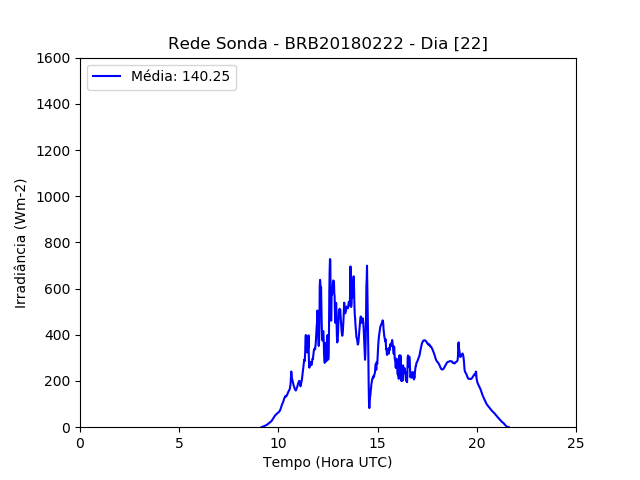 Rede Sonda - BRB20180222 - Dia [22]
Média: 140.25
Irradiância (Wm-2)
1600
1400
1200
1000
800
600
400
200
0
0 5 10 15 20 25
Tempo (Hora UTC)